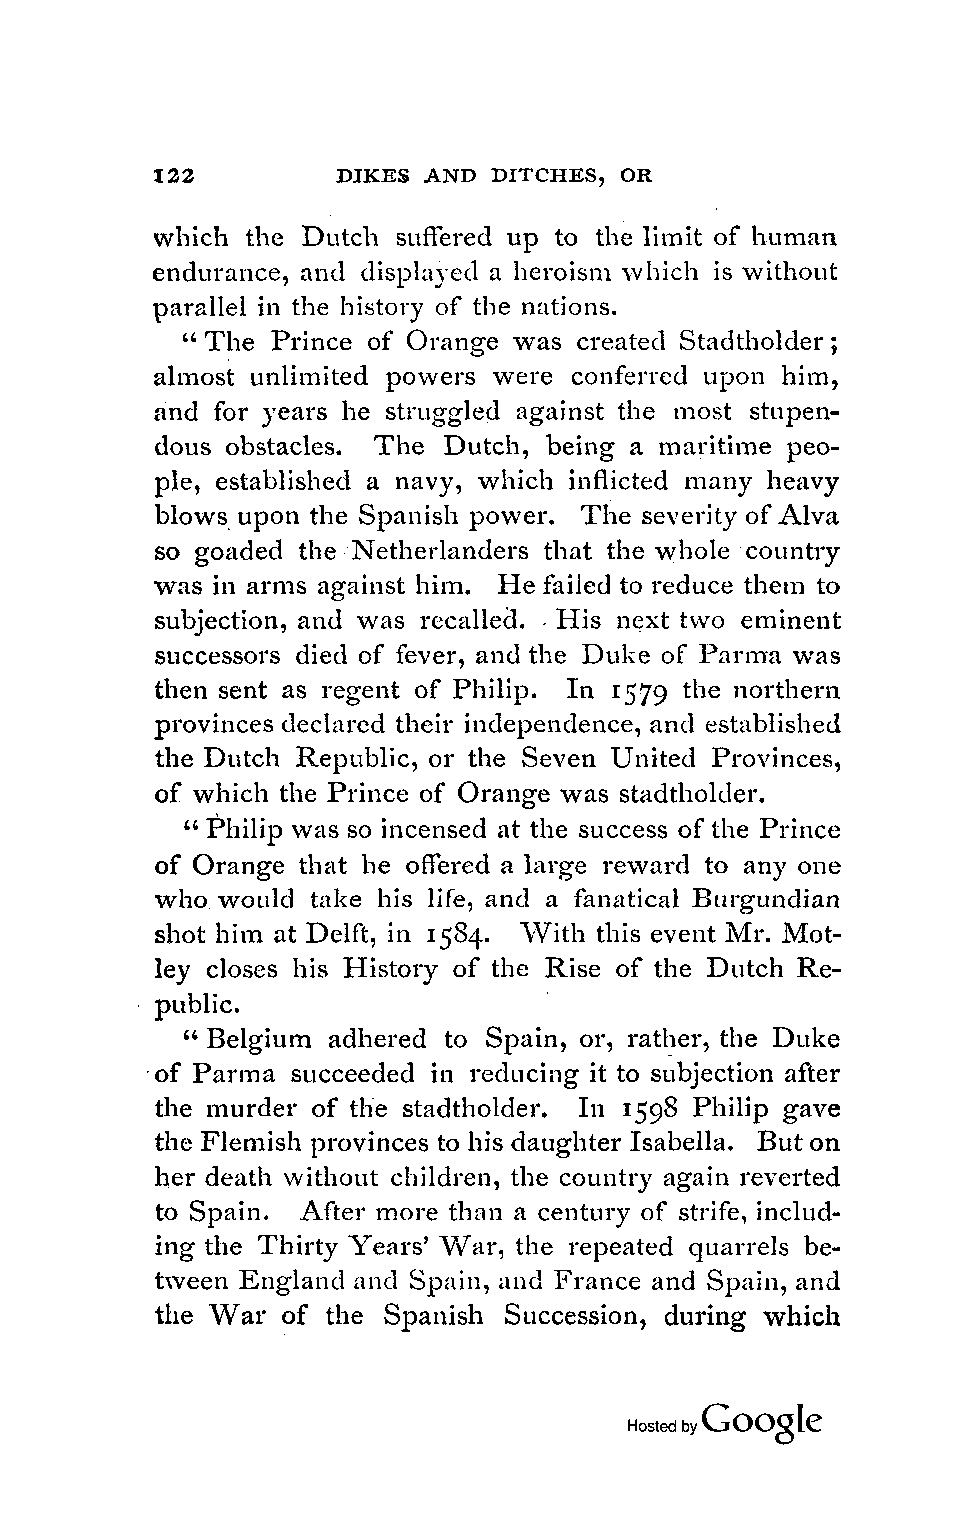 122 DIKES AND DITCHES, OR
which the Dutch suffered up to the limit of human
endurance, and displayed a heroism which is without
parallel in the history of the nations.
“ The Prince of Orange was created Stadtholder;
almost unlimited powers were conferred upon him,
and for years he struggled against the most stupen-
dous obstacles. The Dutch, being a maritime peo-
ple, established a navy, which inflicted many heavy
blows upon the Spanish power. The severity of Alva
so goaded the Netherlanders that the whole country
was in arms against him. He failed to reduce them to
subjection, and was recalled. His next two eminent
successors died of fever, and the Duke of Parma was
then sent as regent of Philip. In 1579 the northern
provinces declared their independence, and established
the Dutch Republic, or the Seven United Provinces,
of which the Prince of Orange was stadtholder.
“ Philip was so incensed at the success of the Prince
of Orange that he offered a large reward to any one
who would take his life, and a fanatical Burgundian
shot him at Delft, in 1584. With this event Mr. Mot-
ley closes his History of the Rise of the Dutch Re-
public.
“ Belgium adhered to Spain, or, rather, the Duke
of Parma succeeded in reducing it to subjection after
the murder of the stadtholder. In 1598 Philip gave
the Flemish provinces to his daughter Isabella. But on
her death without children, the country again reverted
to Spain. After more than a century of strife, includ-
ing the Thirty Years’ War, the repeated quarrels be-
tween England and Spain, and France and Spain, and
the War of the Spanish Succession, during which
Hosted by Google